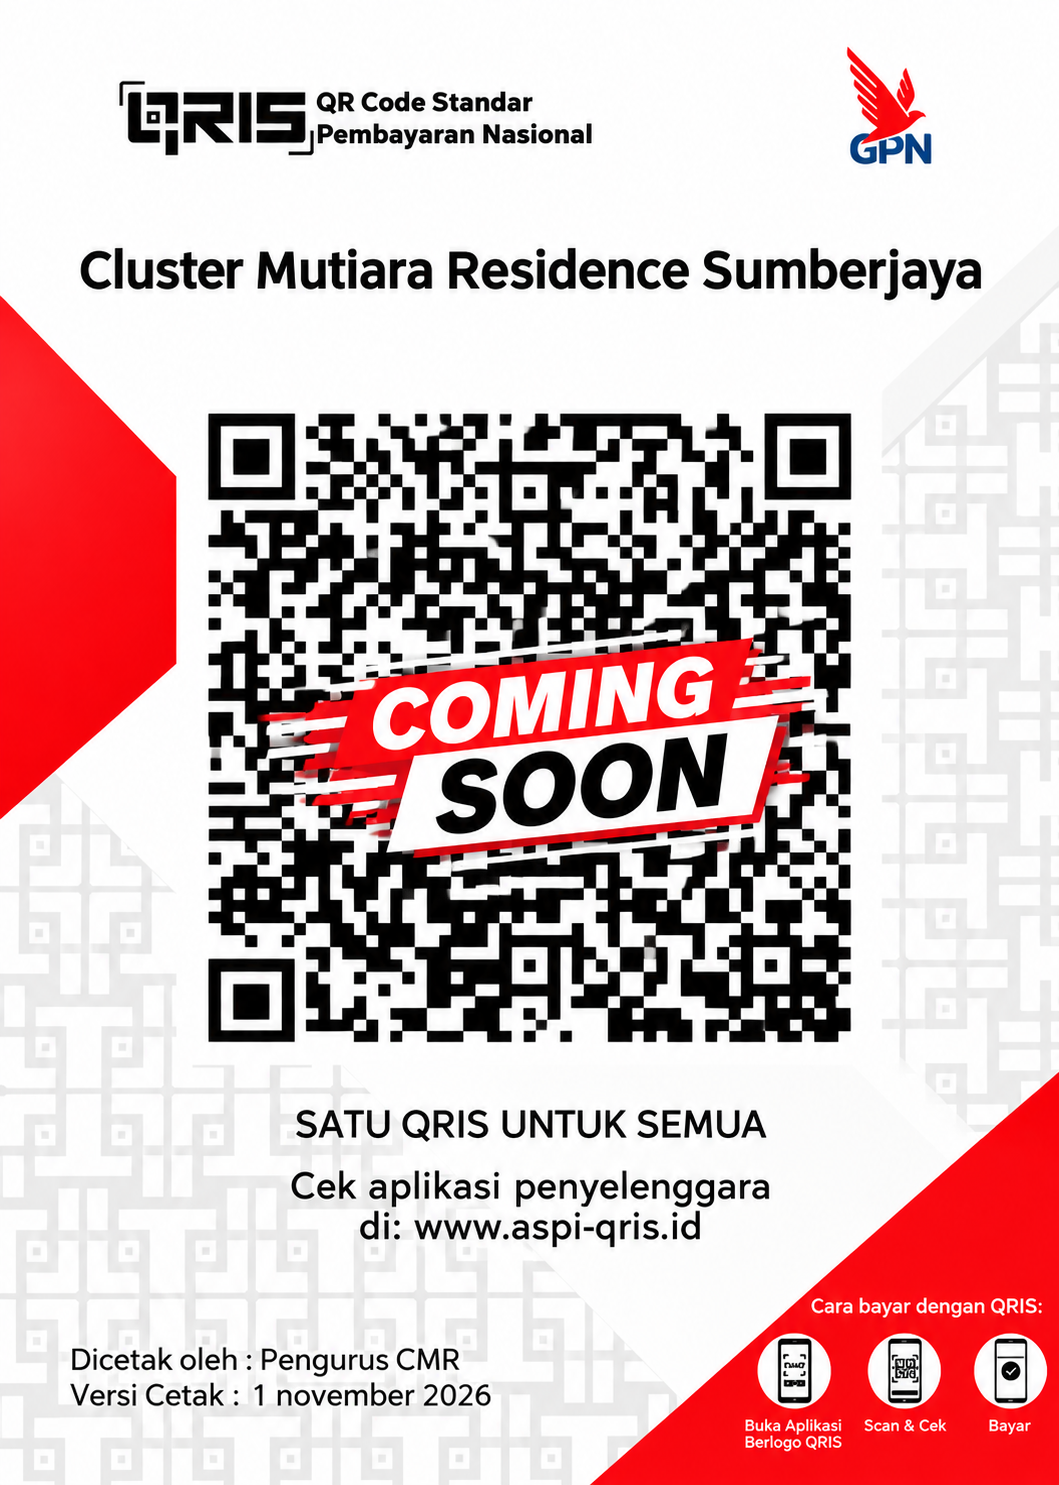 QRIS
QR Code Standar
Pembayaran Nasional
GPN
Cluster Mutiara Residence Sumberjaya
COMING
SOON
SATU QRIS UNTUK SEMUA
Cek aplikasi penyelenggara
di: www.aspi-qris.id
Dicetak oleh : Pengurus CMR
Versi Cetak : 1 november 2026
Cara bayar dengan QRIS:
Buka Aplikasi
Berlogo QRIS
Scan & Cek
Bayar